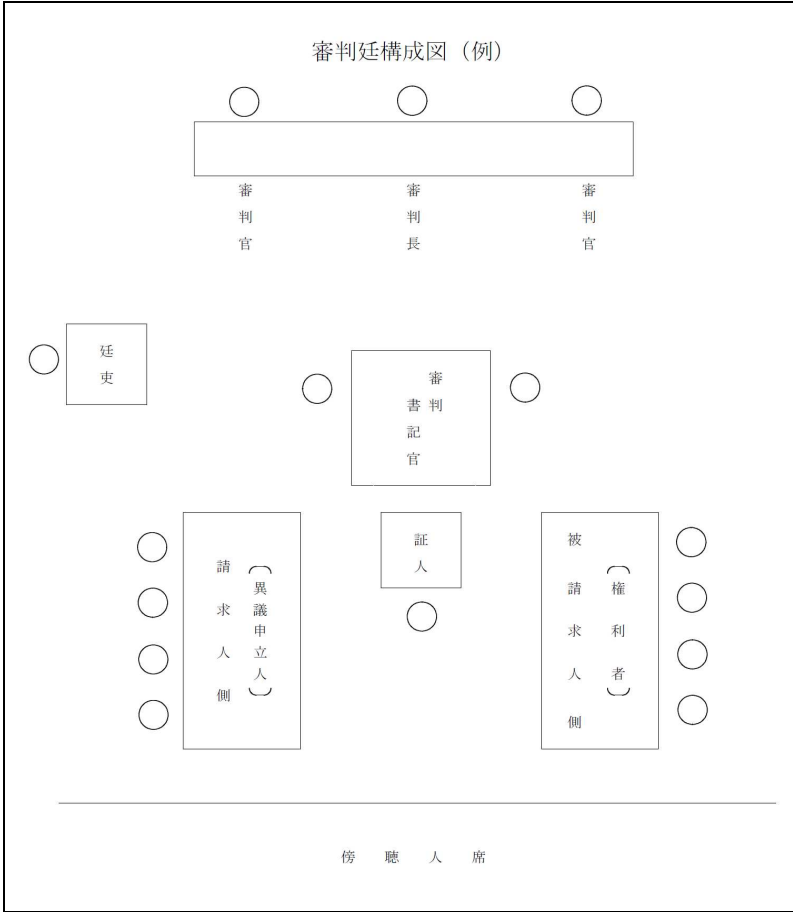 審判廷構成図（例）
審判官
審判長
審判官
廷吏
審判
書記官
証人
請求人側
（異議申立人）
被請求人側
（権利者）
傍聴人席